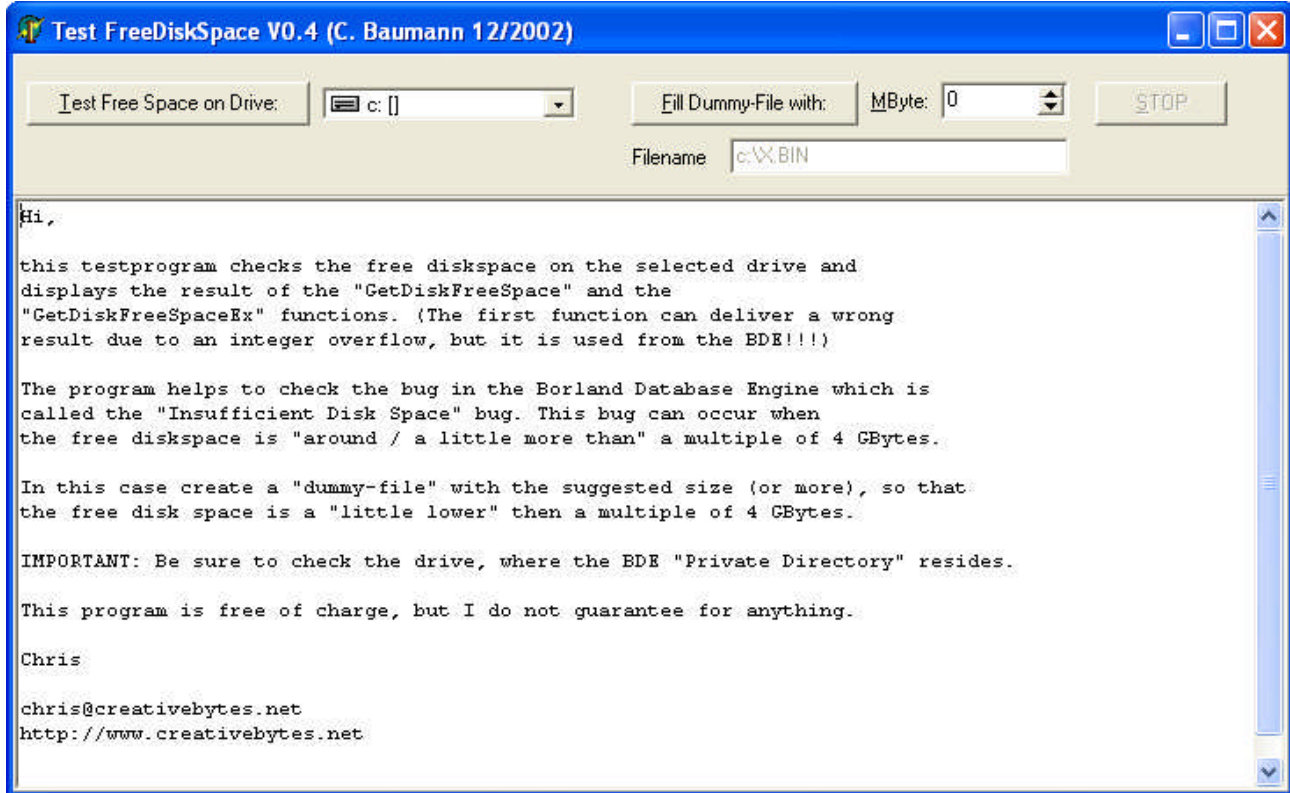 Test FreeDiskSpace V0.4 (C. Baumann 12/2002)
Test Free Space on Drive: c: [] Fill Dummy-File with: MByte: 0 STOP
Filename c:\X.BIN
Hi,
this testprogram checks the free diskspace on the selected drive and
displays the result of the "GetDiskFreeSpace" and the
"GetDiskFreeSpaceEx" functions. (The first function can deliver a wrong
result due to an integer overflow, but it is used from the BDE!!!)
The program helps to check the bug in the Borland Database Engine which is
called the "Insufficient Disk Space" bug. This bug can occur when
the free diskspace is "around / a little more than" a multiple of 4 GBytes.
In this case create a "dummy-file" with the suggested size (or more), so that
the free disk space is a "little lower" then a multiple of 4 GBytes.
IMPORTANT: Be sure to check the drive, where the BDE "Private Directory" resides.
This program is free of charge, but I do not guarantee for anything.
Chris
chris@creativebytes.net
http://www.creativebytes.net